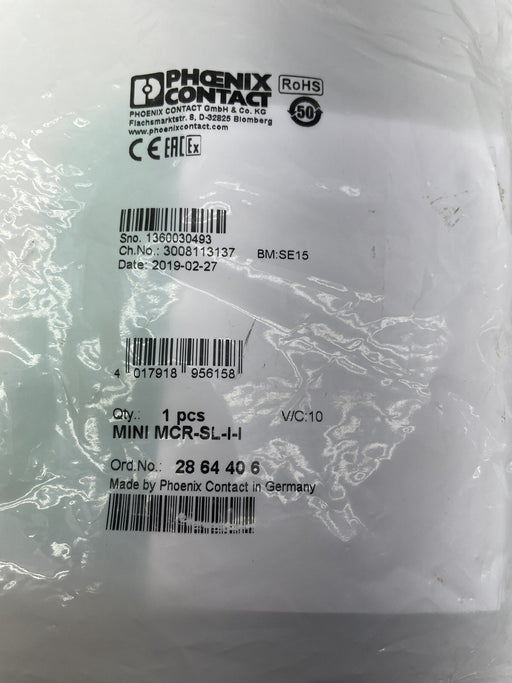 PHŒNIX
CONTACT
RoHS
PHOENIX CONTACT GmbH & Co. KG
Flachsmarktstr. 8, D-32825 Blomberg
www.phoenixcontact.com
50
CE EAC Ex
Sno. 1360030493
Ch.No.: 3008113137 BM:SE15
Date: 2019-02-27
4 017918 956158
Qty.: 1 pcs V/C:10
MINI MCR-SL-I-I
Ord.No.: 28 64 40 6
Made by Phoenix Contact in Germany